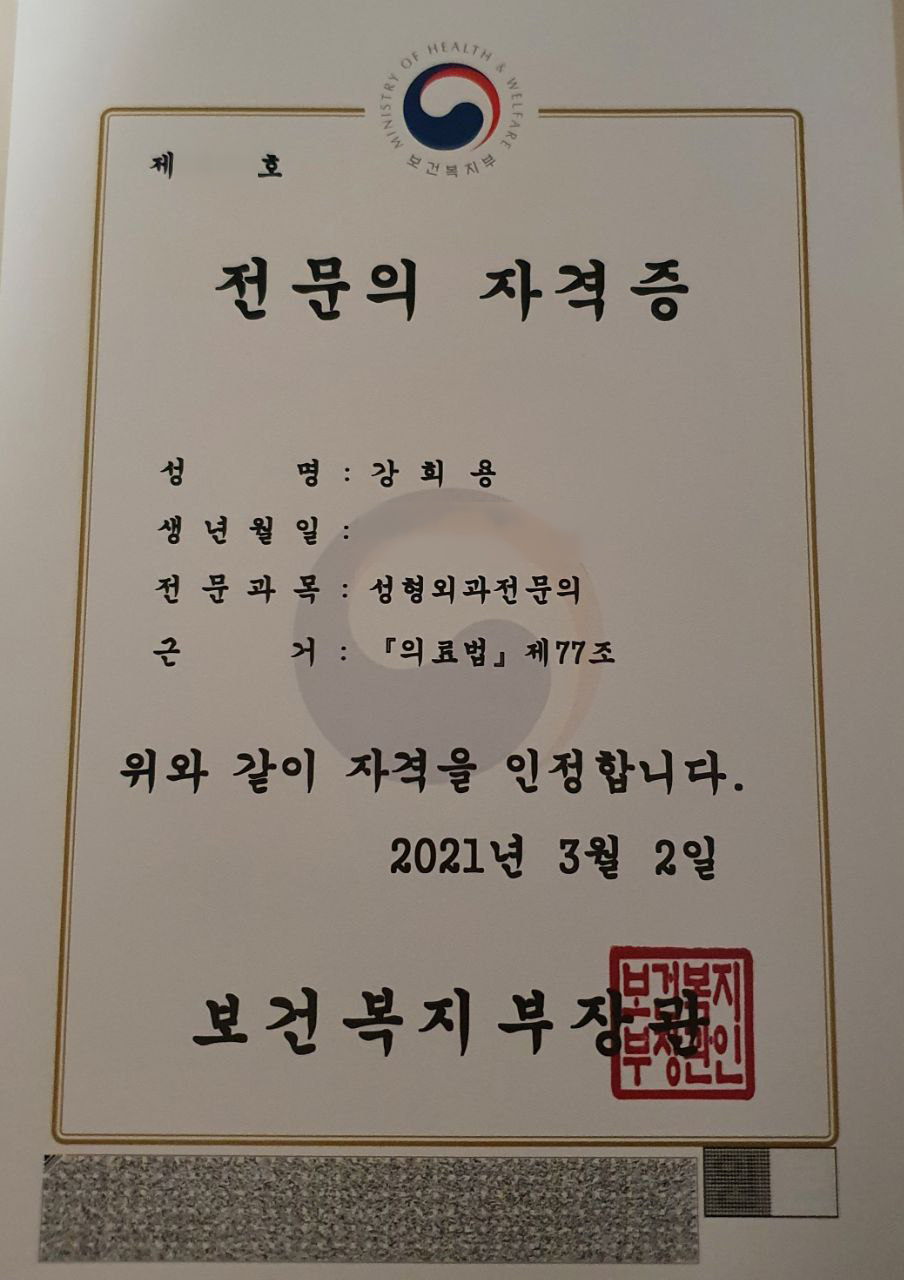 MINISTRY OF HEALTH & WELFARE
보건복지부
제 호
전문의 자격증
성 명 : 강 희 용
생 년 월 일 :
전 문 과 목 : 성형외과전문의
근 거 : 『의료법』 제77조
위와 같이 자격을 인정합니다.
2021년 3월 2일
보건복지부장관
보건복지
부장관인